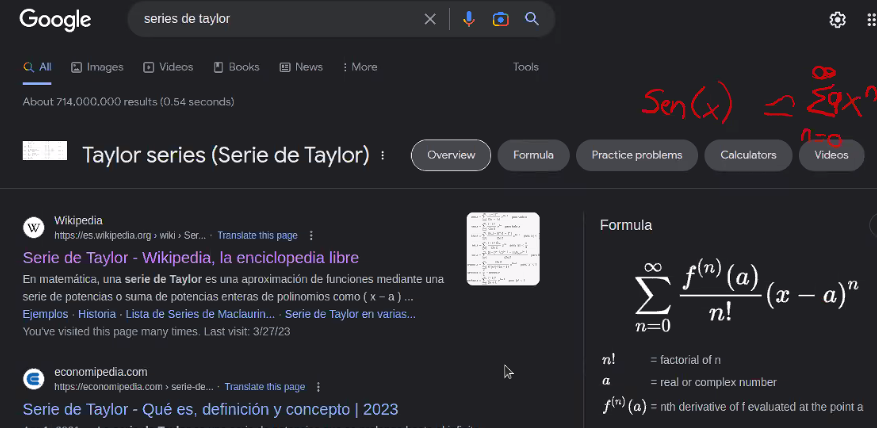 Google
series de taylor
All
Images
Videos
Books
News
More
Tools
About 714,000,000 results (0.54 seconds)
Sen(x) ≃ ∞ Σ n=0 a x^n
Taylor series (Serie de Taylor)
Overview
Formula
Practice problems
Calculators
Videos
Wikipedia
https://es.wikipedia.org › wiki › Ser... · Translate this page
Serie de Taylor - Wikipedia, la enciclopedia libre
En matemática, una serie de Taylor es una aproximación de funciones mediante una
serie de potencias o suma de potencias enteras de polinomios como ( x − a ) ...
Ejemplos · Historia · Lista de Series de Maclaurin... · Serie de Taylor en varias...
You've visited this page many times. Last visit: 3/27/23
economipedia.com
https://economipedia.com › serie-de... · Translate this page
Serie de Taylor - Qué es, definición y concepto | 2023
Formula
∞ Σ n=0 f^(n)(a) / n! (x − a)^n
n! = factorial of n
a = real or complex number
f^(n)(a) = nth derivative of f evaluated at the point a